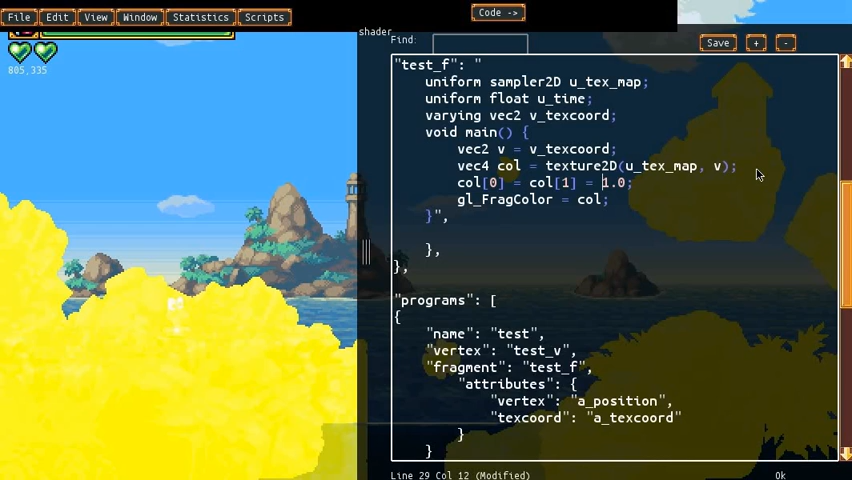 File Edit View Window Statistics Scripts
Code ->
shader
805,335
Find:
Save + -
"test_f": "
uniform sampler2D u_tex_map;
uniform float u_time;
varying vec2 v_texcoord;
void main() {
vec2 v = v_texcoord;
vec4 col = texture2D(u_tex_map, v);
col[0] = col[1] = 1.0;
gl_FragColor = col;
}",
},
},
"programs": [
{
"name": "test",
"vertex": "test_v",
"fragment": "test_f",
"attributes": {
"vertex": "a_position",
"texcoord": "a_texcoord"
}
}
Line 29 Col 12 (Modified)
Ok